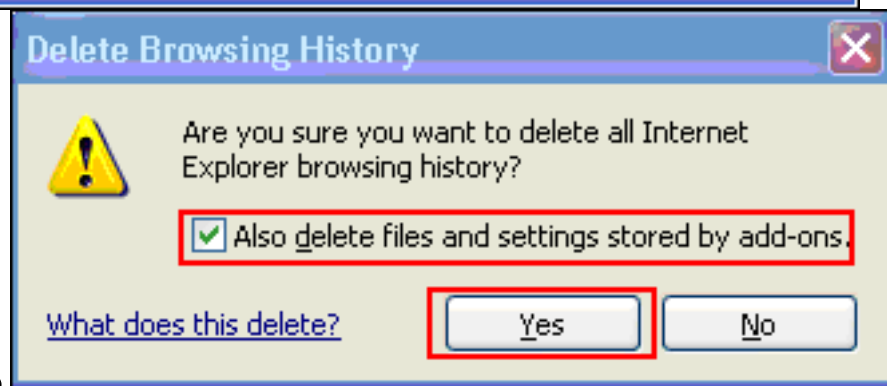 Delete Browsing History
Are you sure you want to delete all Internet
Explorer browsing history?
Also delete files and settings stored by add-ons.
What does this delete?
Yes
No
)